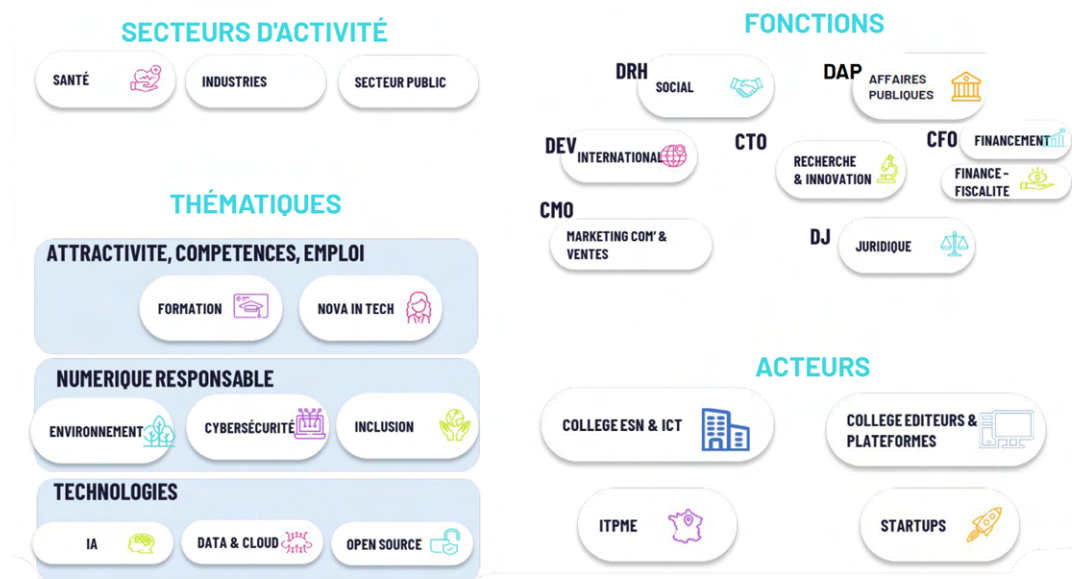 SECTEURS D'ACTIVITÉ
SANTÉ
INDUSTRIES
SECTEUR PUBLIC
THÉMATIQUES
ATTRACTIVITE, COMPETENCES, EMPLOI
FORMATION
NOVA IN TECH
NUMERIQUE RESPONSABLE
ENVIRONNEMENT
CYBERSÉCURITÉ
INCLUSION
TECHNOLOGIES
IA
DATA & CLOUD
OPEN SOURCE
FONCTIONS
DRH
SOCIAL
DAP
AFFAIRES
PUBLIQUES
DEV
INTERNATIONAL
CTO
RECHERCHE
& INNOVATION
CFO
FINANCEMENT
FINANCE –
FISCALITE
CMO
MARKETING COM' &
VENTES
DJ
JURIDIQUE
ACTEURS
COLLEGE ESN & ICT
COLLEGE EDITEURS &
PLATEFORMES
ITPME
STARTUPS